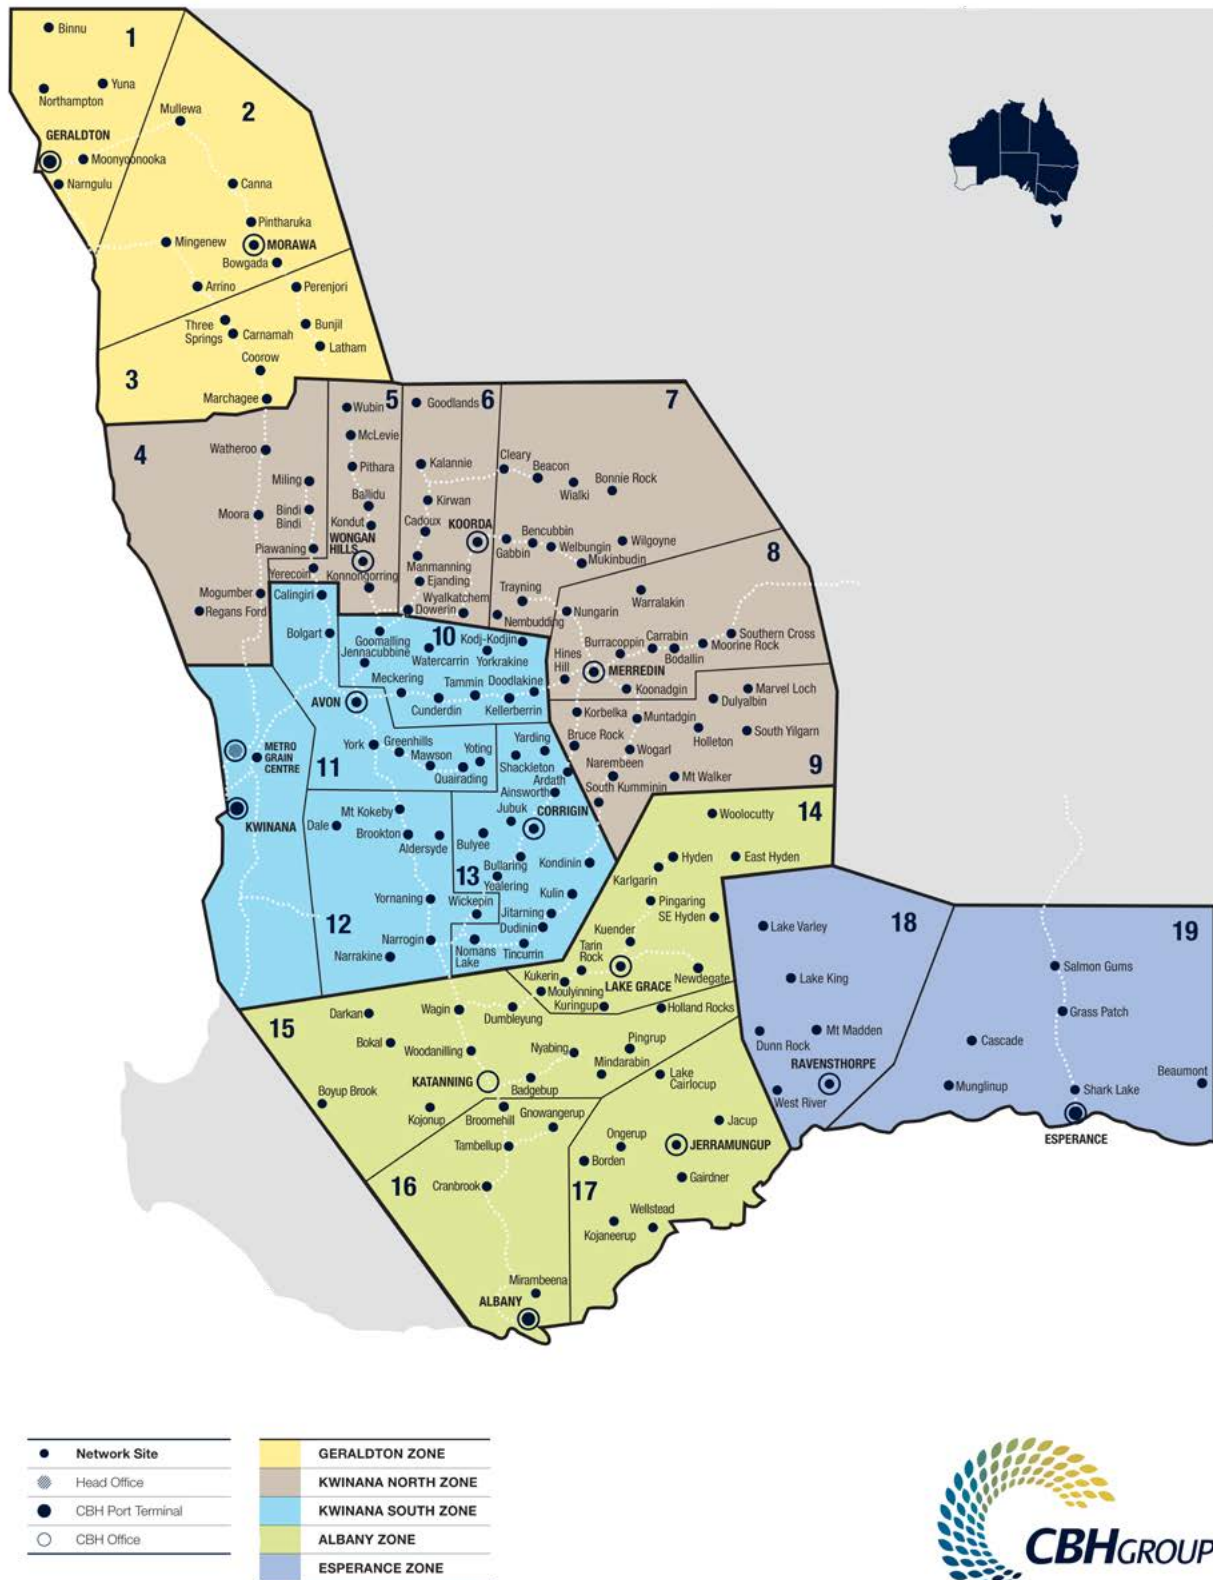 Binnu
1
Yuna
Northampton
2
Mullewa
GERALDTON
Moonyoonooka
Narngulu
Canna
Pintharuka
Mingenew
MORAWA
Bowgada
Arrino
Perenjori
Three
Springs
Bunjil
Carnamah
Latham
Coorow
3
Marchagee
4
5
Wubin
6
Goodlands
7
McLevie
Watheroo
Pithara
Kalannie
Cleary
Beacon
Miling
Wialki
Bonnie Rock
Ballidu
Kirwan
Moora
Bindi
Bindi
Kondut
Cadoux
KOORDA
WONGAN
HILLS
Gabbin
Bencubbin
Welbungin
Wilgoyne
Piawaning
Manmanning
Mukinbudin
8
Yerecoin
Konnongorring
Ejanding
Trayning
Mogumber
Calingiri
Wyalkatchem
Warralakin
Regans Ford
Dowerin
Nembudding
Nungarin
Bolgart
Goomalling
10
Kodj-Kodjin
Burracoppin
Carrabin
Southern Cross
Jennacubbine
Watercarrin
Yorkrakine
Hines
Hill
Bodallin
Moorine Rock
MERREDIN
Meckering
Tammin
Doodlakine
Koonadgin
Marvel Loch
AVON
Cunderdin
Kellerberrin
Dulyalbin
Korbelka
Muntadgin
Holleton
South Yilgarn
METRO
GRAIN
CENTRE
York
Greenhills
Yarding
Bruce Rock
Wogarl
11
Mawson
Yoting
Shackleton
Narembeen
Quairading
Ardath
South Kumminin
Mt Walker
9
Ainsworth
KWINANA
Mt Kokeby
Jubuk
CORRIGIN
Woolocutty
14
Dale
Brookton
Aldersyde
Bulyee
13
Bullaring
Kondinin
Hyden
East Hyden
Yealering
Karlgarin
Yornaning
Wickepin
Kulin
Pingaring
12
Jitarning
SE Hyden
18
19
Narrogin
Dudinin
Kuender
Lake Varley
Narrakine
Nomans
Lake
Tincurrin
Tarin
Rock
Kukerin
LAKE GRACE
Newdegate
Salmon Gums
Moulyinning
Lake King
15
Darkan
Wagin
Dumbleyung
Kuringup
Holland Rocks
Grass Patch
Bokal
Woodanilling
Nyabing
Pingrup
Dunn Rock
Mt Madden
Cascade
KATANNING
Badgebup
Mindarabin
Lake
Cairlocup
RAVENSTHORPE
Boyup Brook
Kojonup
Broomehill
Gnowangerup
West River
Munglinup
Shark Lake
Beaumont
Tambellup
Ongerup
Jacup
ESPERANCE
JERRAMUNGUP
16
Cranbrook
Borden
17
Gairdner
Wellstead
Kojaneerup
Mirambeena
ALBANY
Network Site
Head Office
CBH Port Terminal
CBH Office
GERALDTON ZONE
KWINANA NORTH ZONE
KWINANA SOUTH ZONE
ALBANY ZONE
ESPERANCE ZONE
CBH GROUP